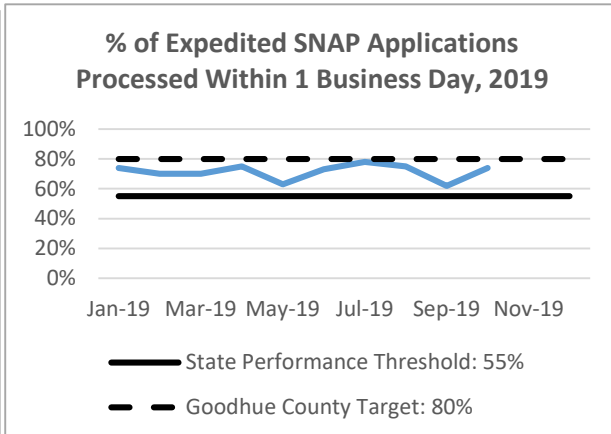 % of Expedited SNAP Applications
Processed Within 1 Business Day, 2019
100%
80%
60%
40%
20%
0%
Jan-19 Mar-19 May-19 Jul-19 Sep-19 Nov-19
State Performance Threshold: 55%
Goodhue County Target: 80%